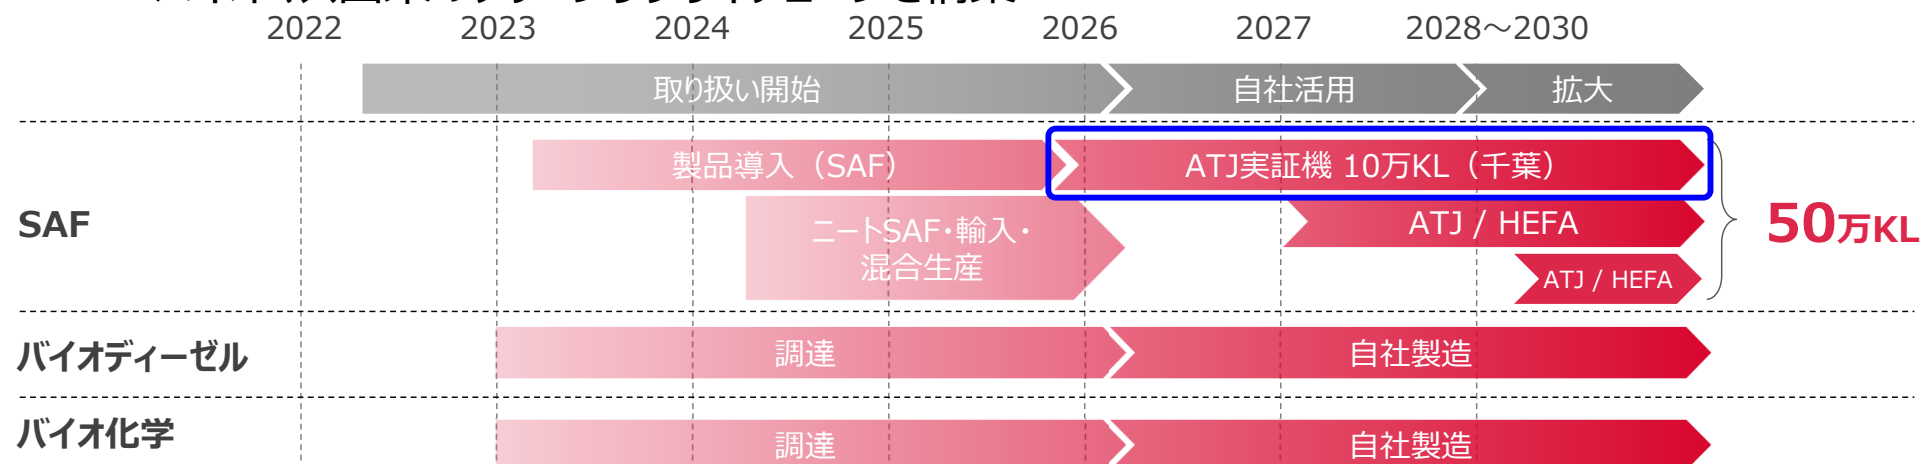 2022 2023 2024 2025 2026 2027 2028～2030
取り扱い開始 自社活用 拡大
製品導入（SAF） ATJ実証機 10万KL（千葉）
SAF
ニートSAF・輸入・
混合生産
ATJ / HEFA
ATJ / HEFA
50万KL
バイオディーゼル 調達 自社製造
バイオ化学 調達 自社製造